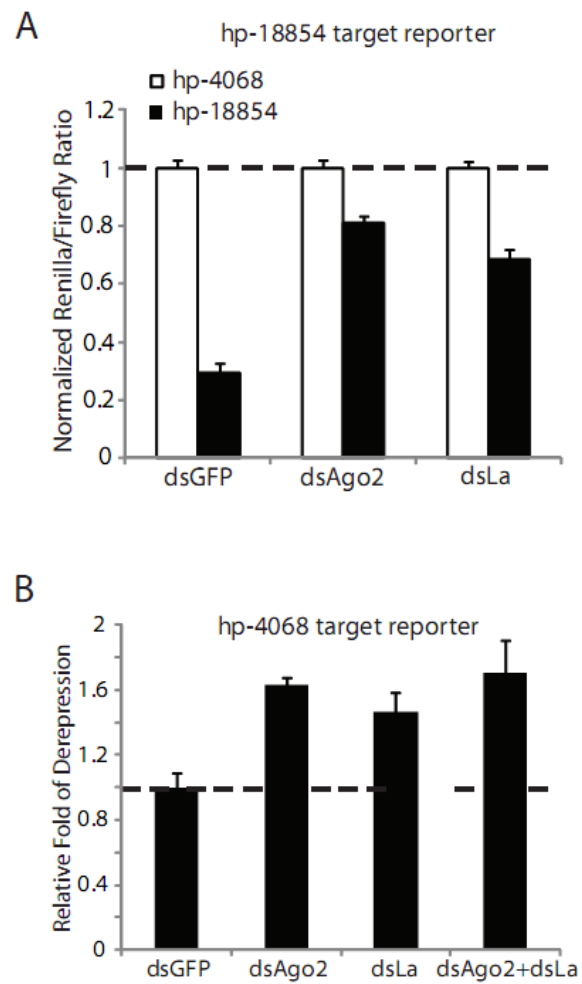 A
hp-18854 target reporter
hp-4068
hp-18854
Normalized Renilla/Firefly Ratio
1.2
1
0.8
0.6
0.4
0.2
0
dsGFP dsAgo2 dsLa
B
hp-4068 target reporter
Relative Fold of Derepression
2
1.6
1.2
0.8
0.4
0
dsGFP dsAgo2 dsLa dsAgo2+dsLa